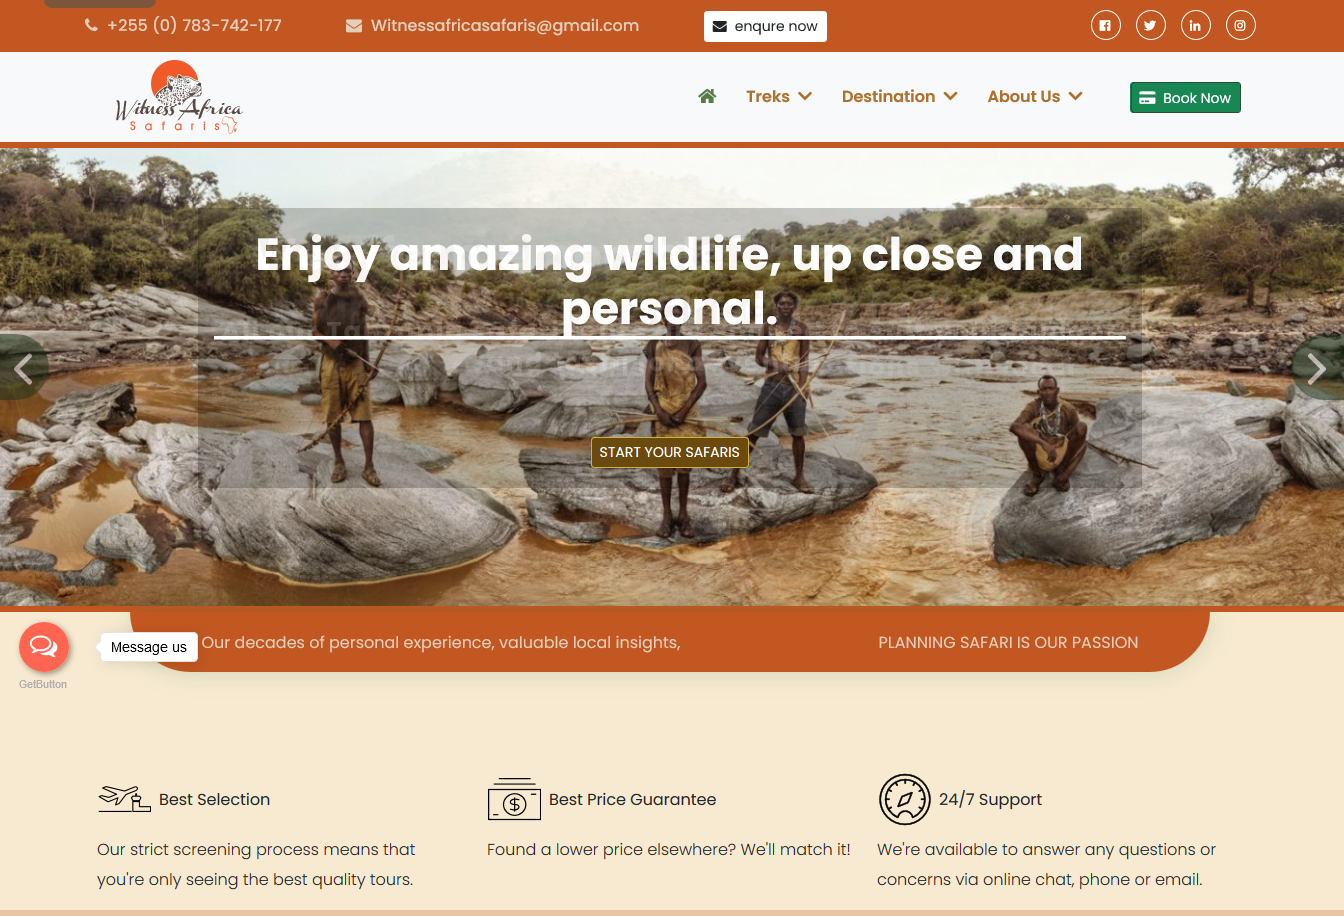 +255 (0) 783-742-177
Witnessafricasafaris@gmail.com
enqure now
Witness Africa
Safaris
Treks
Destination
About Us
Book Now
Enjoy amazing wildlife, up close and
personal.
START YOUR SAFARIS
Message us
Our decades of personal experience, valuable local insights,
PLANNING SAFARI IS OUR PASSION
GetButton
Best Selection
Our strict screening process means that
you're only seeing the best quality tours.
Best Price Guarantee
Found a lower price elsewhere? We'll match it!
24/7 Support
We're available to answer any questions or
concerns via online chat, phone or email.